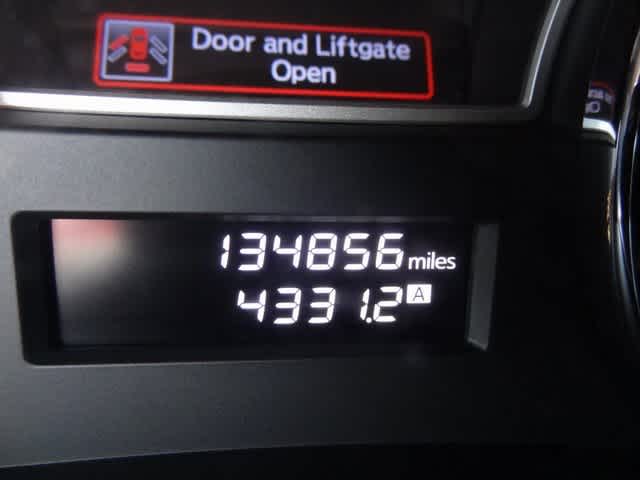 Door and Liftgate
Open
134856 miles
4331.2 A